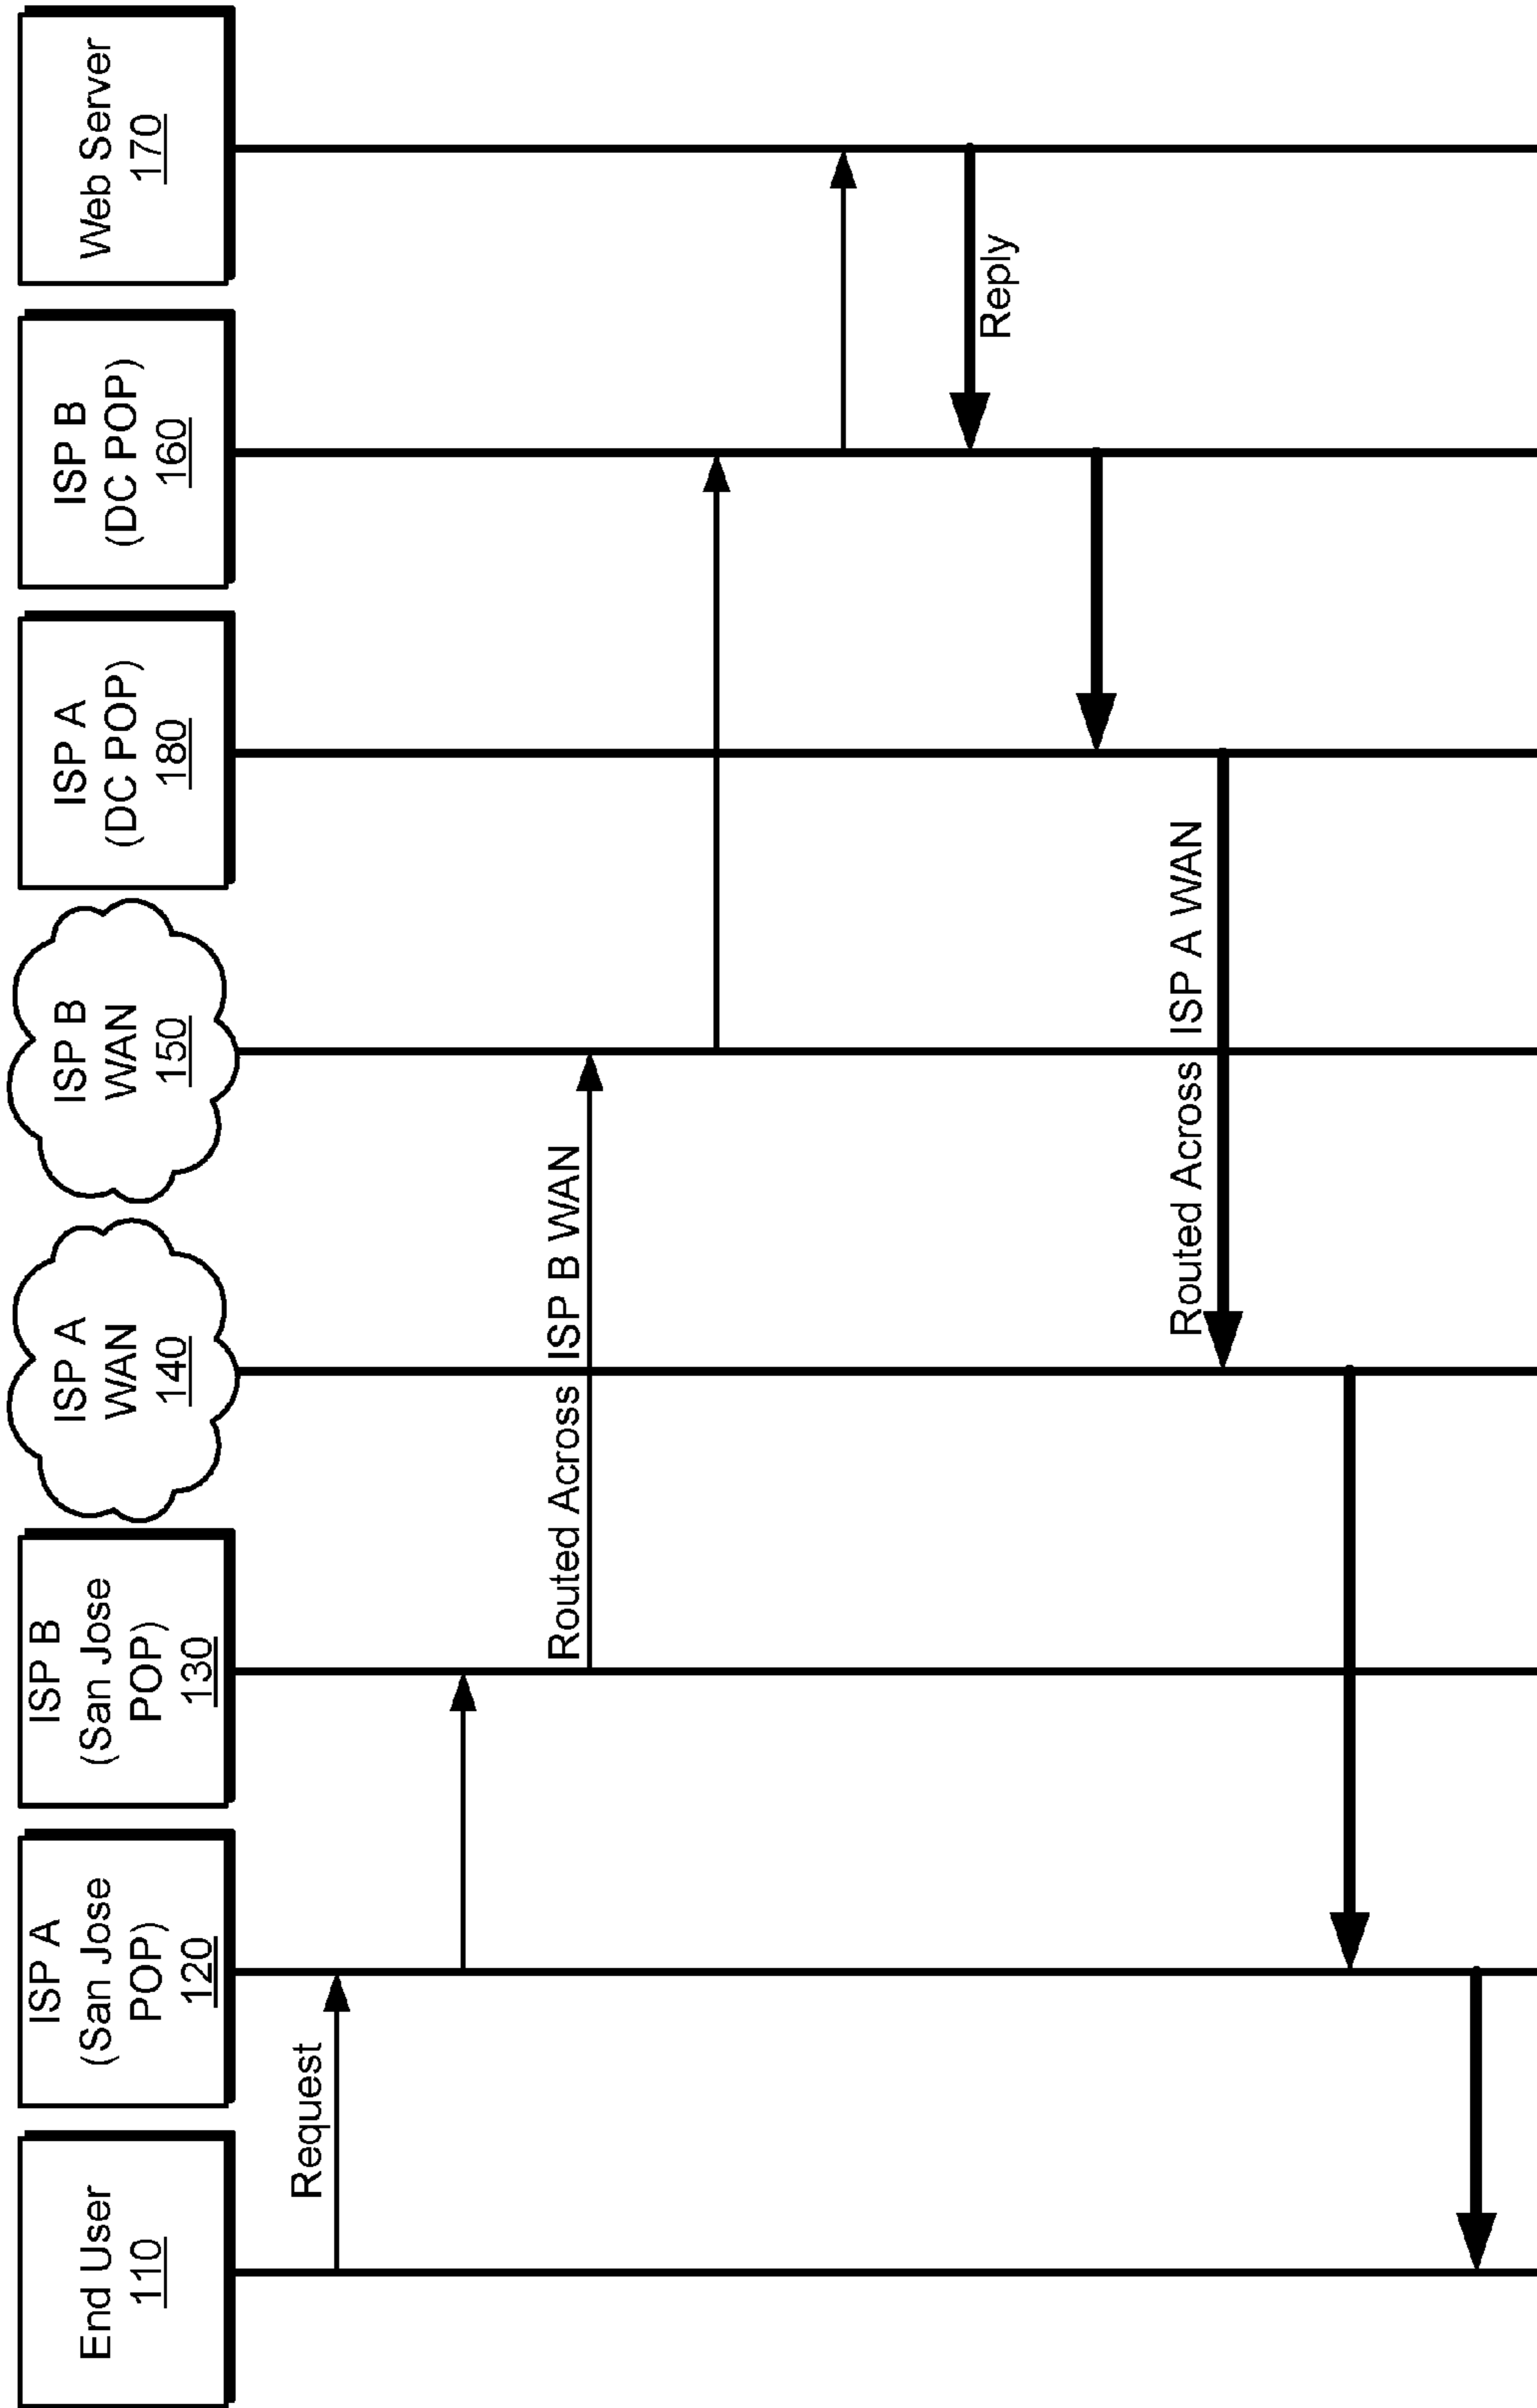 End User
110
ISP A
(San Jose
POP)
120
ISP B
(San Jose
POP)
130
ISP A
WAN
140
ISP B
WAN
150
ISP A
(DC POP)
180
ISP B
(DC POP)
160
Web Server
170
Request
Routed Across ISP B WAN
Reply
Routed Across ISP A WAN